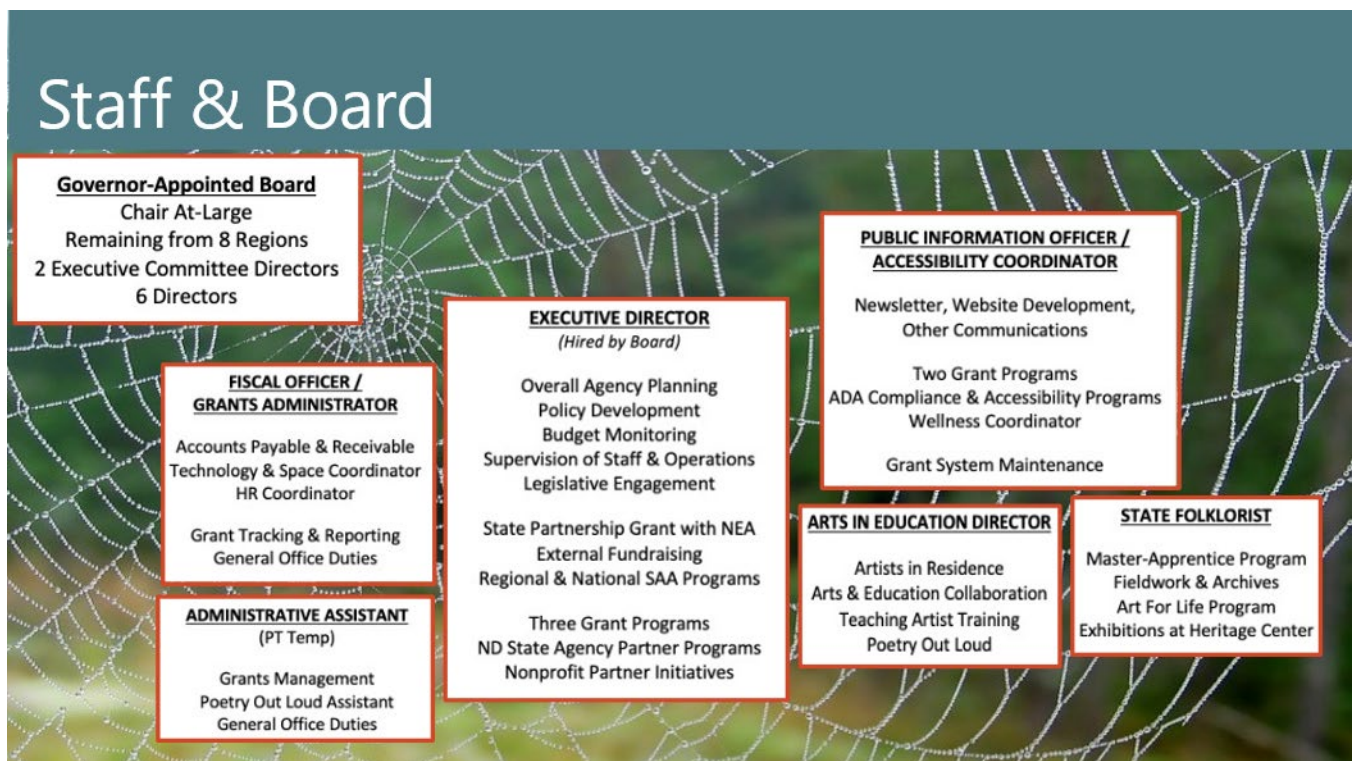 Staff & Board
Governor-Appointed Board
Chair At-Large
Remaining from 8 Regions
2 Executive Committee Directors
6 Directors
FISCAL OFFICER /
GRANTS ADMINISTRATOR
Accounts Payable & Receivable
Technology & Space Coordinator
HR Coordinator
Grant Tracking & Reporting
General Office Duties
ADMINISTRATIVE ASSISTANT
(PT Temp)
Grants Management
Poetry Out Loud Assistant
General Office Duties
EXECUTIVE DIRECTOR
(Hired by Board)
Overall Agency Planning
Policy Development
Budget Monitoring
Supervision of Staff & Operations
Legislative Engagement
State Partnership Grant with NEA
External Fundraising
Regional & National SAA Programs
Three Grant Programs
ND State Agency Partner Programs
Nonprofit Partner Initiatives
PUBLIC INFORMATION OFFICER /
ACCESSIBILITY COORDINATOR
Newsletter, Website Development,
Other Communications
Two Grant Programs
ADA Compliance & Accessibility Programs
Wellness Coordinator
Grant System Maintenance
ARTS IN EDUCATION DIRECTOR
Artists in Residence
Arts & Education Collaboration
Teaching Artist Training
Poetry Out Loud
STATE FOLKLORIST
Master-Apprentice Program
Fieldwork & Archives
Art For Life Program
Exhibitions at Heritage Center